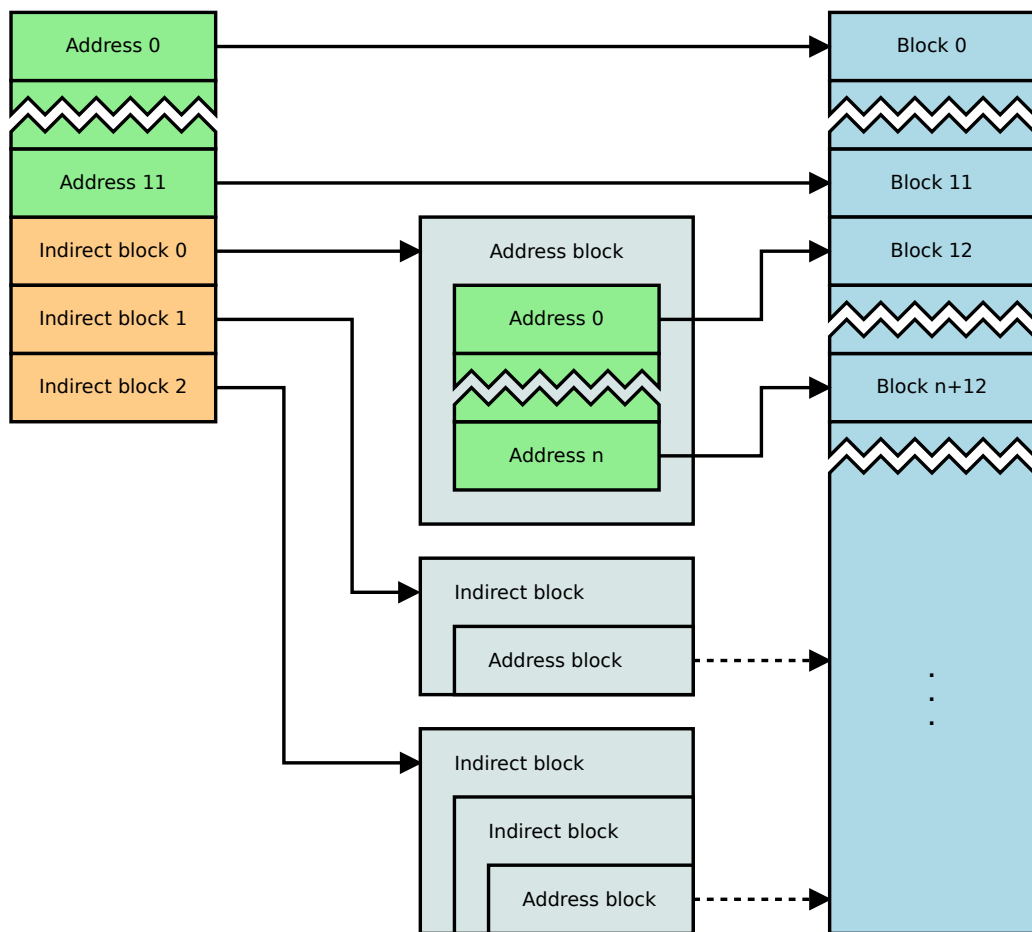 Address 0
Address 11
Indirect block 0
Indirect block 1
Indirect block 2
Address block
Address 0
Address n
Indirect block
Address block
Indirect block
Indirect block
Address block
Block 0
Block 11
Block 12
Block n+12
.
.
.